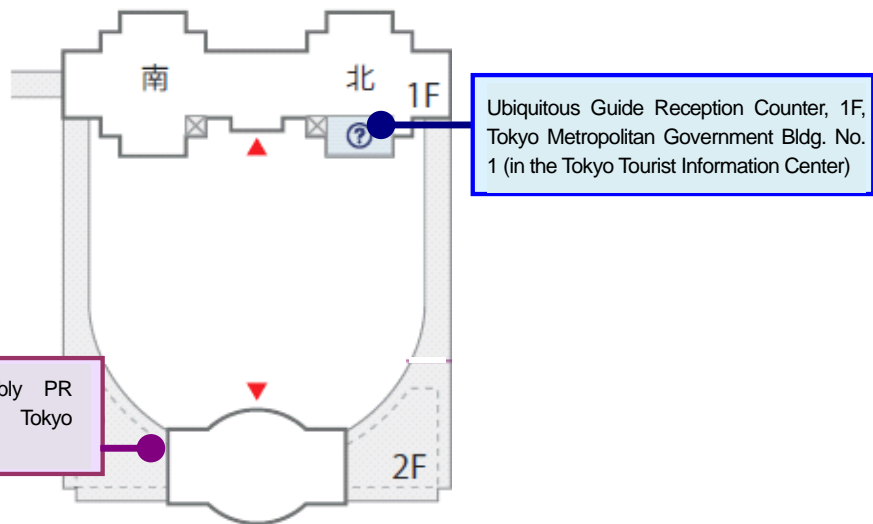 南 北 1F
?
Ubiquitous Guide Reception Counter, 1F,
Tokyo Metropolitan Government Bldg. No.
1 (in the Tokyo Tourist Information Center)
PR
Tokyo
2F